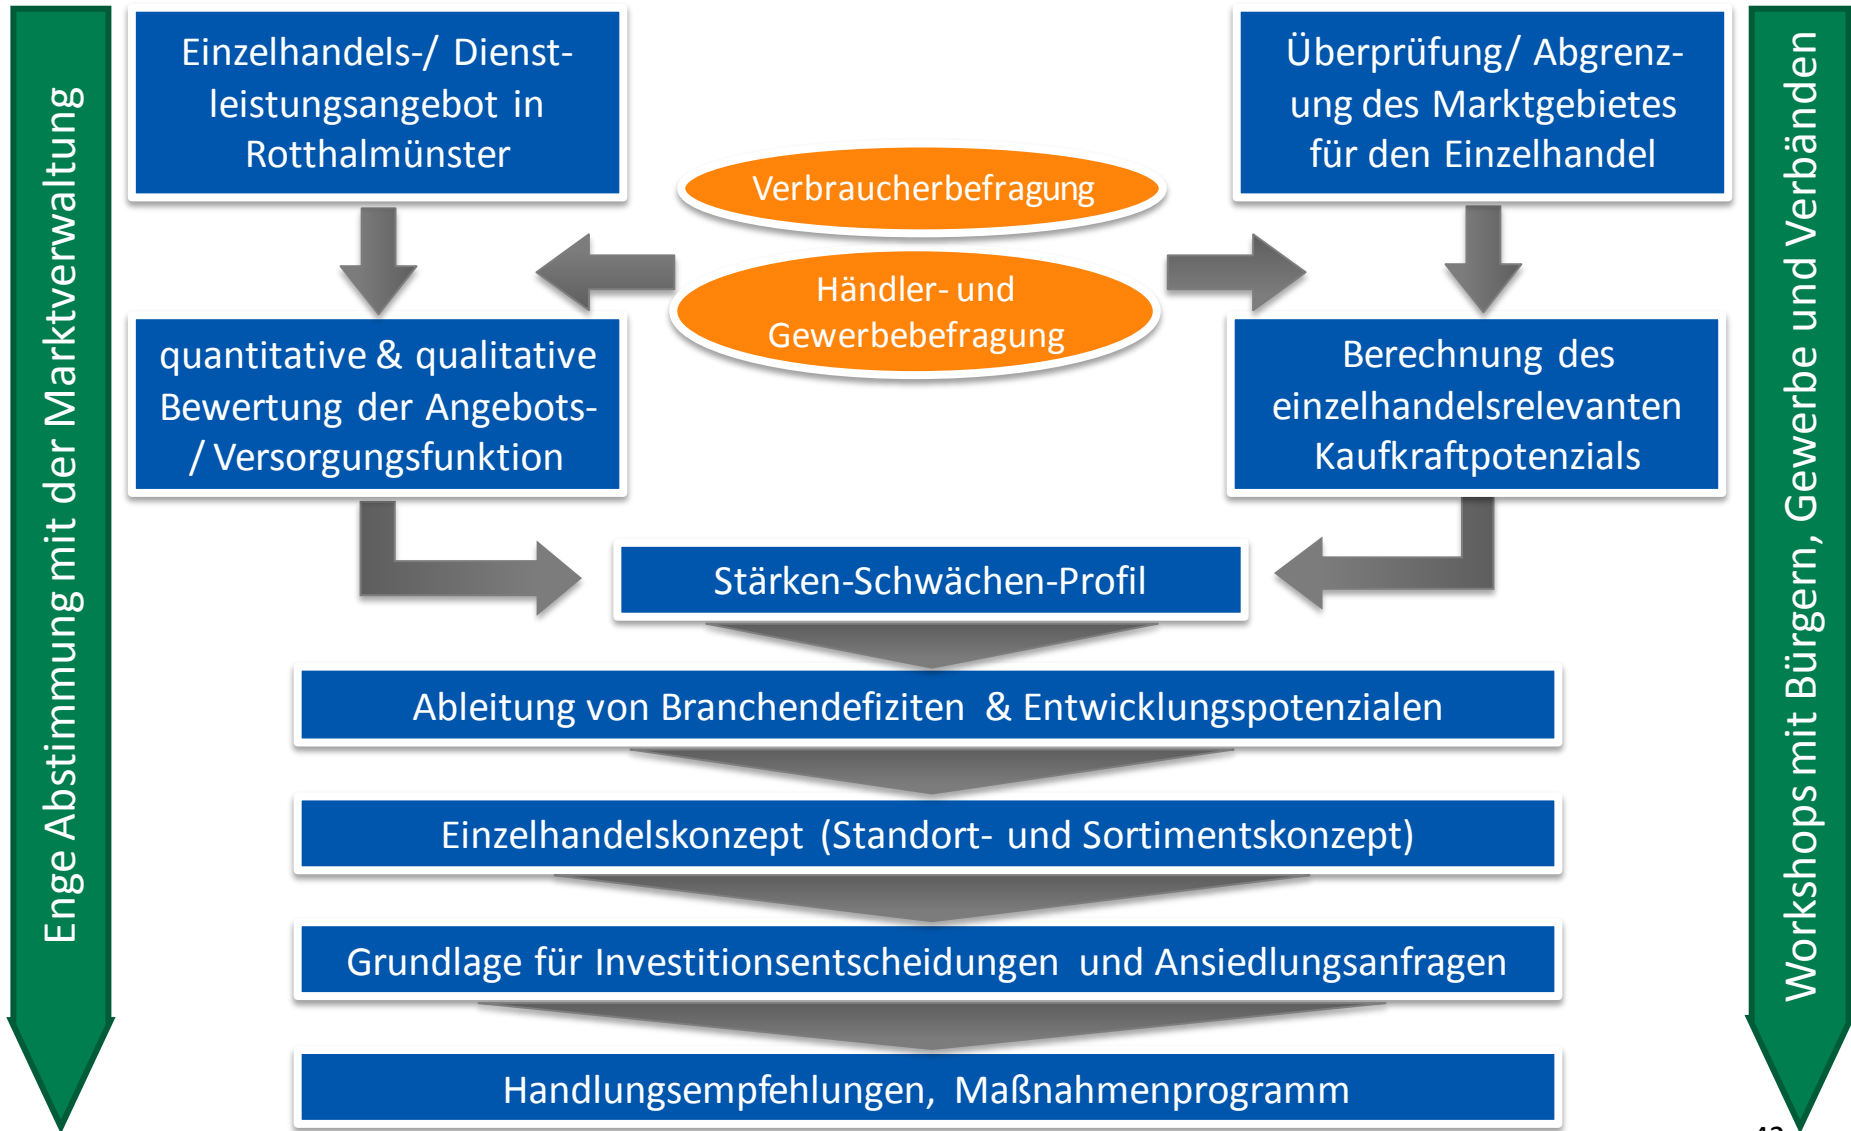 Enge Abstimmung mit der Marktverwaltung
Einzelhandels-/ Dienst-
leistungsangebot in
Rotthalmünster
Überprüfung/ Abgrenz-
ung des Marktgebietes
für den Einzelhandel
Verbraucherbefragung
Händler- und
Gewerbebefragung
quantitative & qualitative
Bewertung der Angebots-
/ Versorgungsfunktion
Berechnung des
einzelhandelsrelevanten
Kaufkraftpotenzials
Stärken-Schwächen-Profil
Ableitung von Branchendefiziten & Entwicklungspotenzialen
Einzelhandelskonzept (Standort- und Sortimentskonzept)
Grundlage für Investitionsentscheidungen und Ansiedlungsanfragen
Handlungsempfehlungen, Maßnahmenprogramm
Workshops mit Bürgern, Gewerbe und Verbänden